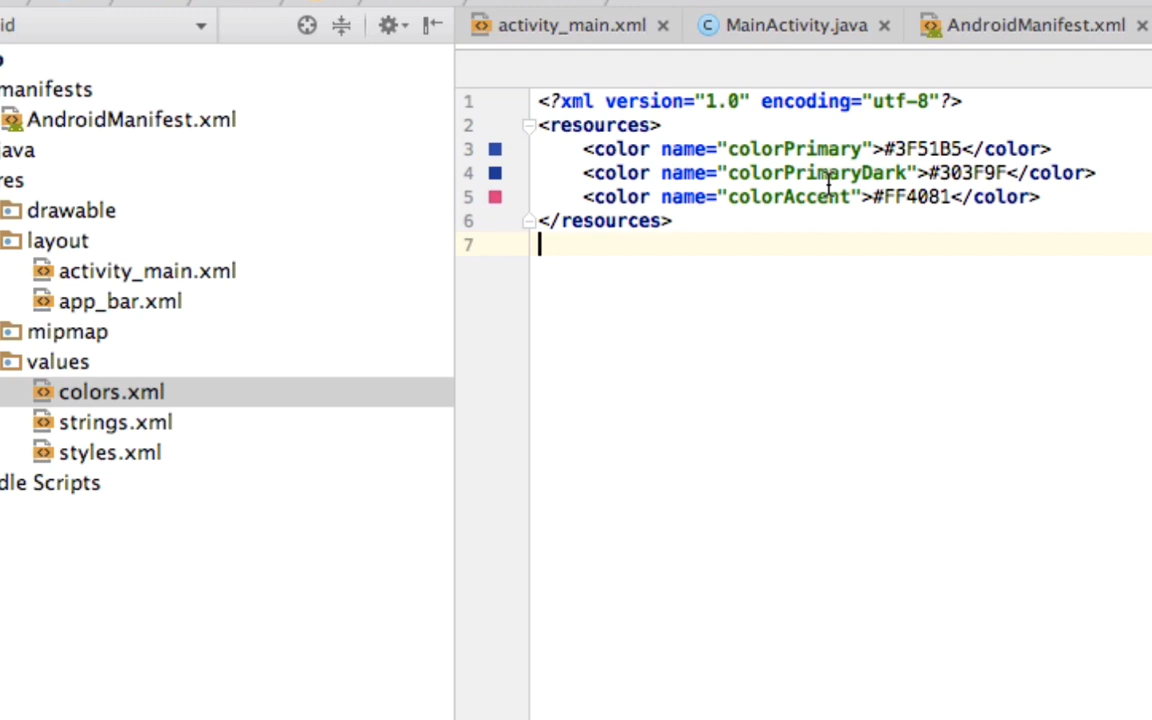 id
activity_main.xml
MainActivity.java
AndroidManifest.xml
manifests
AndroidManifest.xml
java
res
drawable
layout
activity_main.xml
app_bar.xml
mipmap
values
colors.xml
strings.xml
styles.xml
dle Scripts
1 <?xml version="1.0" encoding="utf-8"?>
2 <resources>
3 <color name="colorPrimary">#3F51B5</color>
4 <color name="colorPrimaryDark">#303F9F</color>
5 <color name="colorAccent">#FF4081</color>
6 </resources>
7